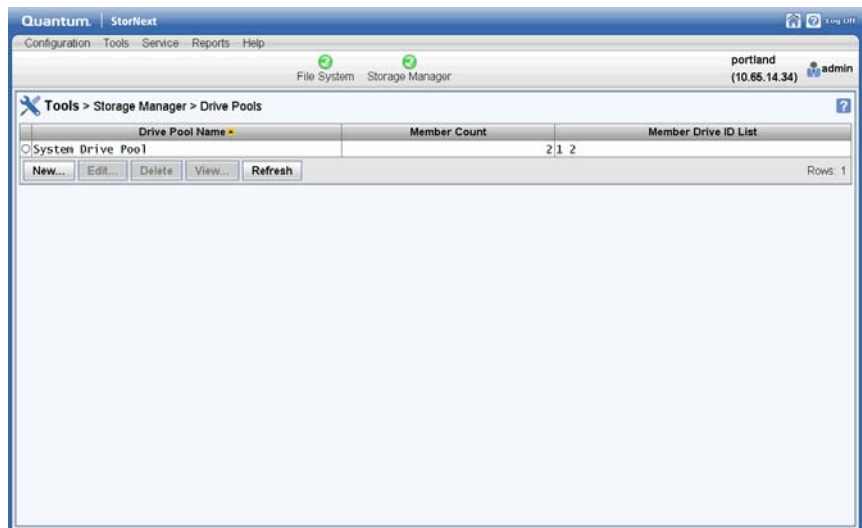 Quantum. StorNext Log Off
Configuration Tools Service Reports Help
File System Storage Manager portland (10.65.14.34) admin
Tools > Storage Manager > Drive Pools
Drive Pool Name Member Count Member Drive ID List
System Drive Pool 2 1 2
New... Edit... Delete View... Refresh Rows: 1